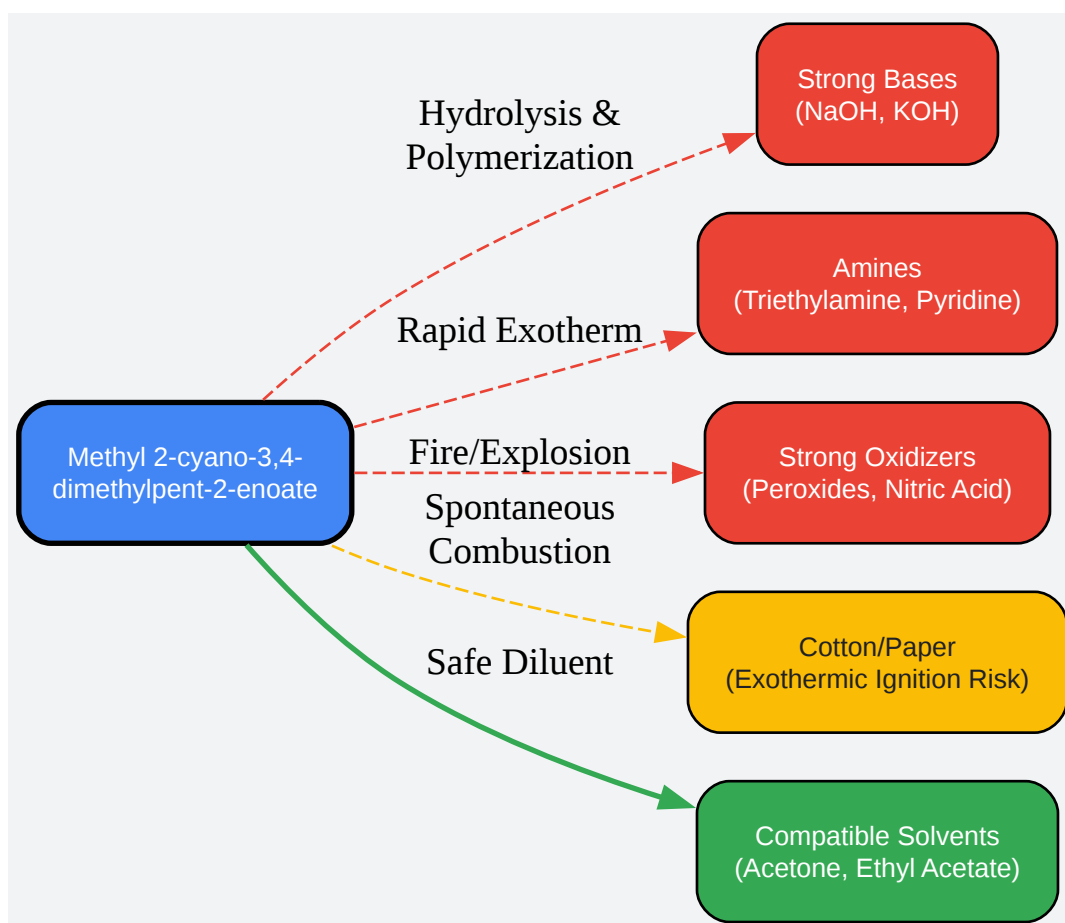 Strong Bases
(NaOH, KOH)
Hydrolysis &
Polymerization
Amines
(Triethylamine, Pyridine)
Rapid Exotherm
Methyl 2-cyano-3,4-
dimethylpent-2-enoate
Fire/Explosion
Strong Oxidizers
(Peroxides, Nitric Acid)
Spontaneous
Combustion
Cotton/Paper
(Exothermic Ignition Risk)
Safe Diluent
Compatible Solvents
(Acetone, Ethyl Acetate)